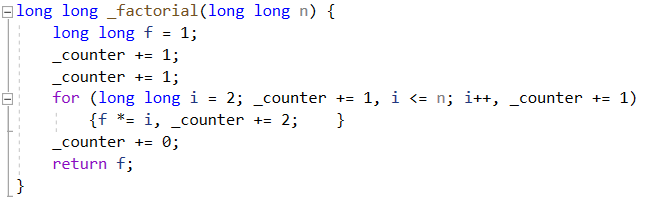 long long _factorial(long long n) {
long long f = 1;
_counter += 1;
_counter += 1;
for (long long i = 2; _counter += 1, i <= n; i++, _counter += 1)
{f *= i, _counter += 2;    }
_counter += 0;
return f;
}